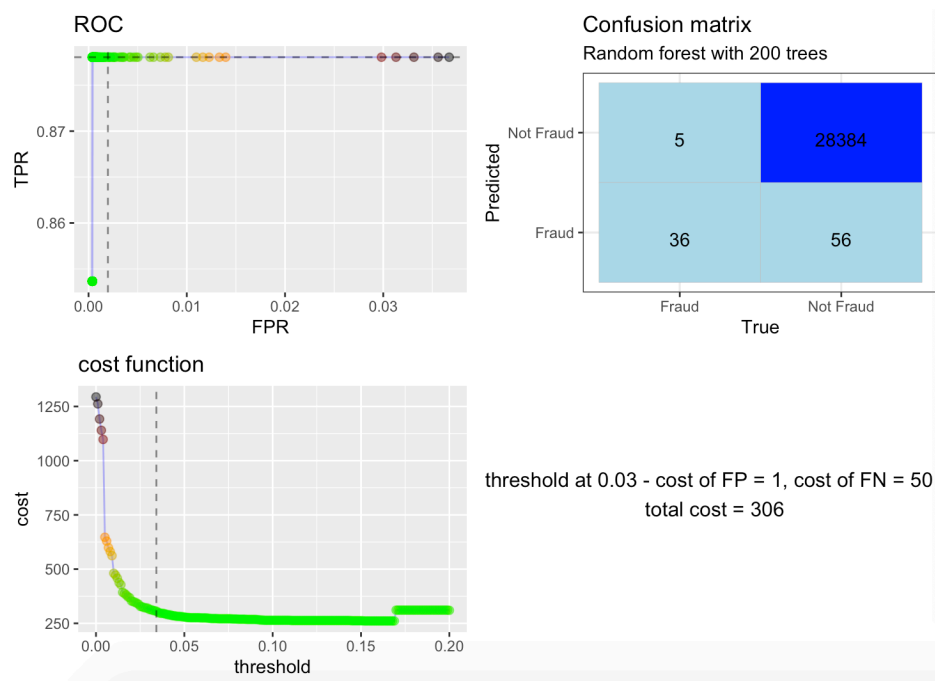 ROC
0.87
0.86
TPR
0.00
0.01
0.02
0.03
FPR
Confusion matrix
Random forest with 200 trees
Predicted
Not Fraud
Fraud
5
28384
36
56
Fraud
Not Fraud
True
cost function
1250
1000
750
500
250
cost
0.00
0.05
0.10
0.15
0.20
threshold
threshold at 0.03 - cost of FP = 1, cost of FN = 50
total cost = 306